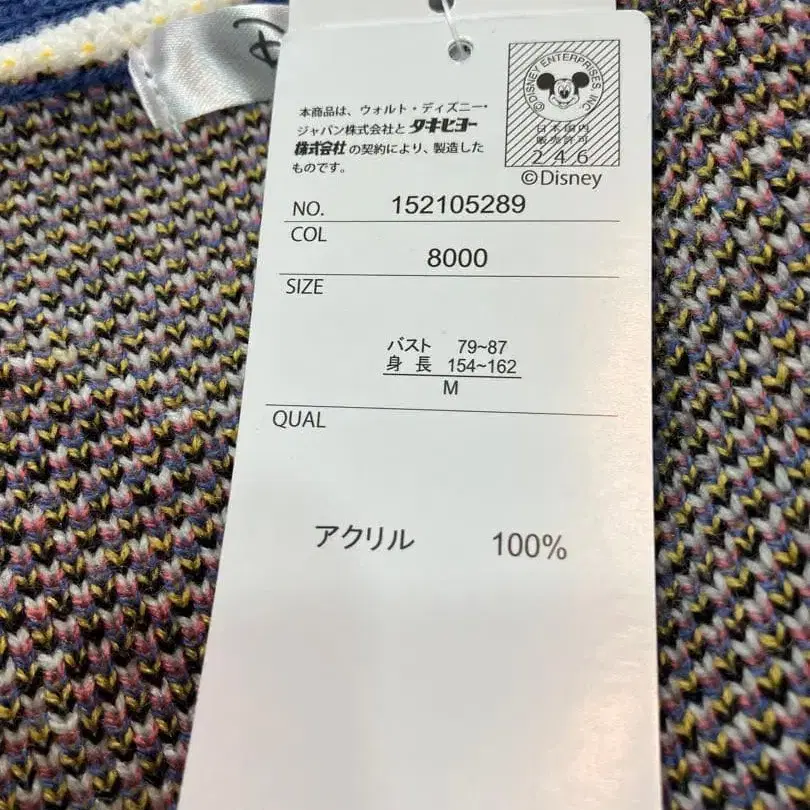 本商品は、ウォルト・ディズニー・
ジャパン株式会社と タキヒヨー
株式会社 の契約により、製造した
ものです。
©DISNEY ENTERPRISES, INC.
日本国内
販売許可
246
©Disney
NO. 152105289
COL
8000
SIZE
バスト 79~87
身長 154~162
M
QUAL
アクリル 100%